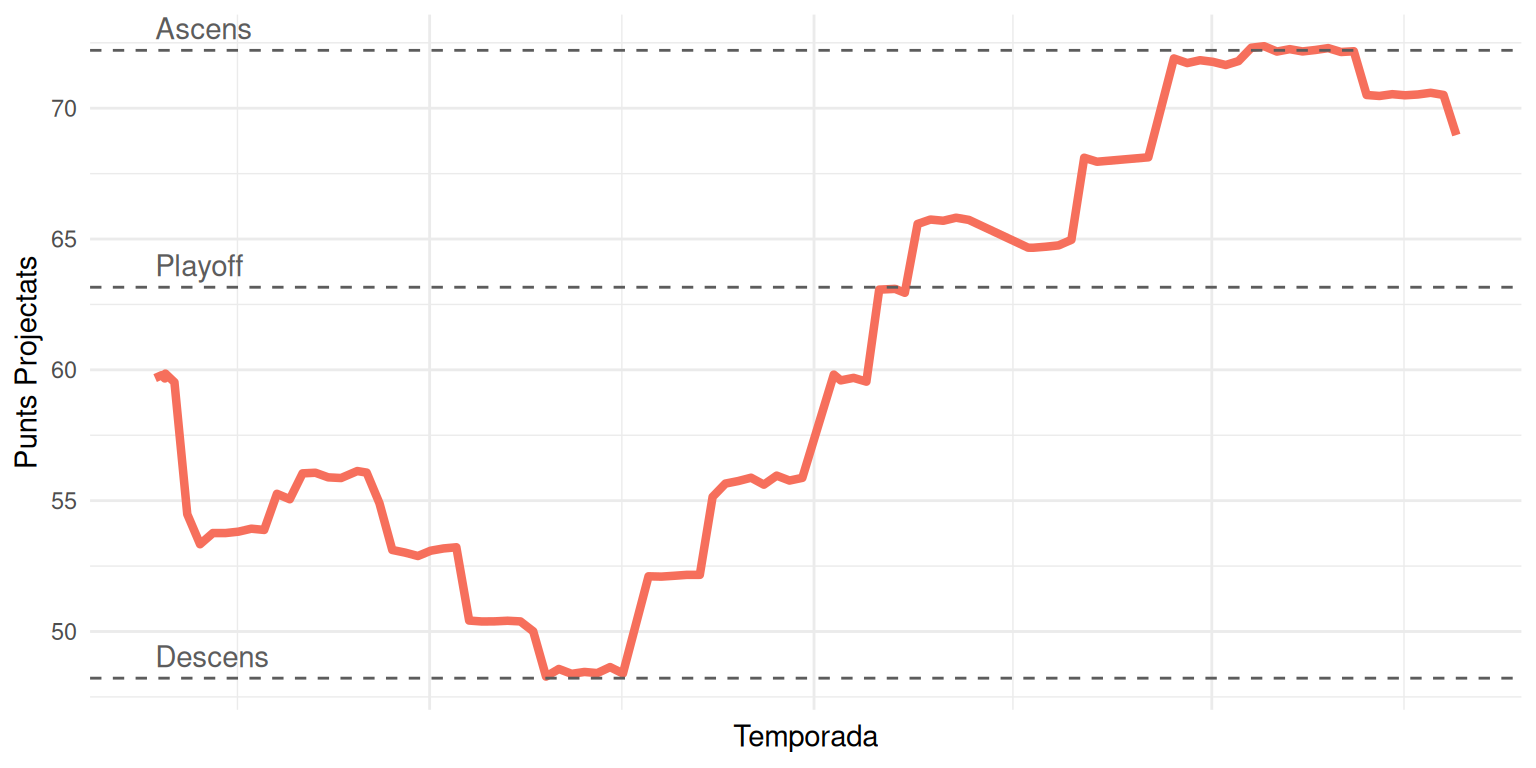 Ascens
70
65
Playoff
60
55
50
Descens
Punts Projectats
Temporada